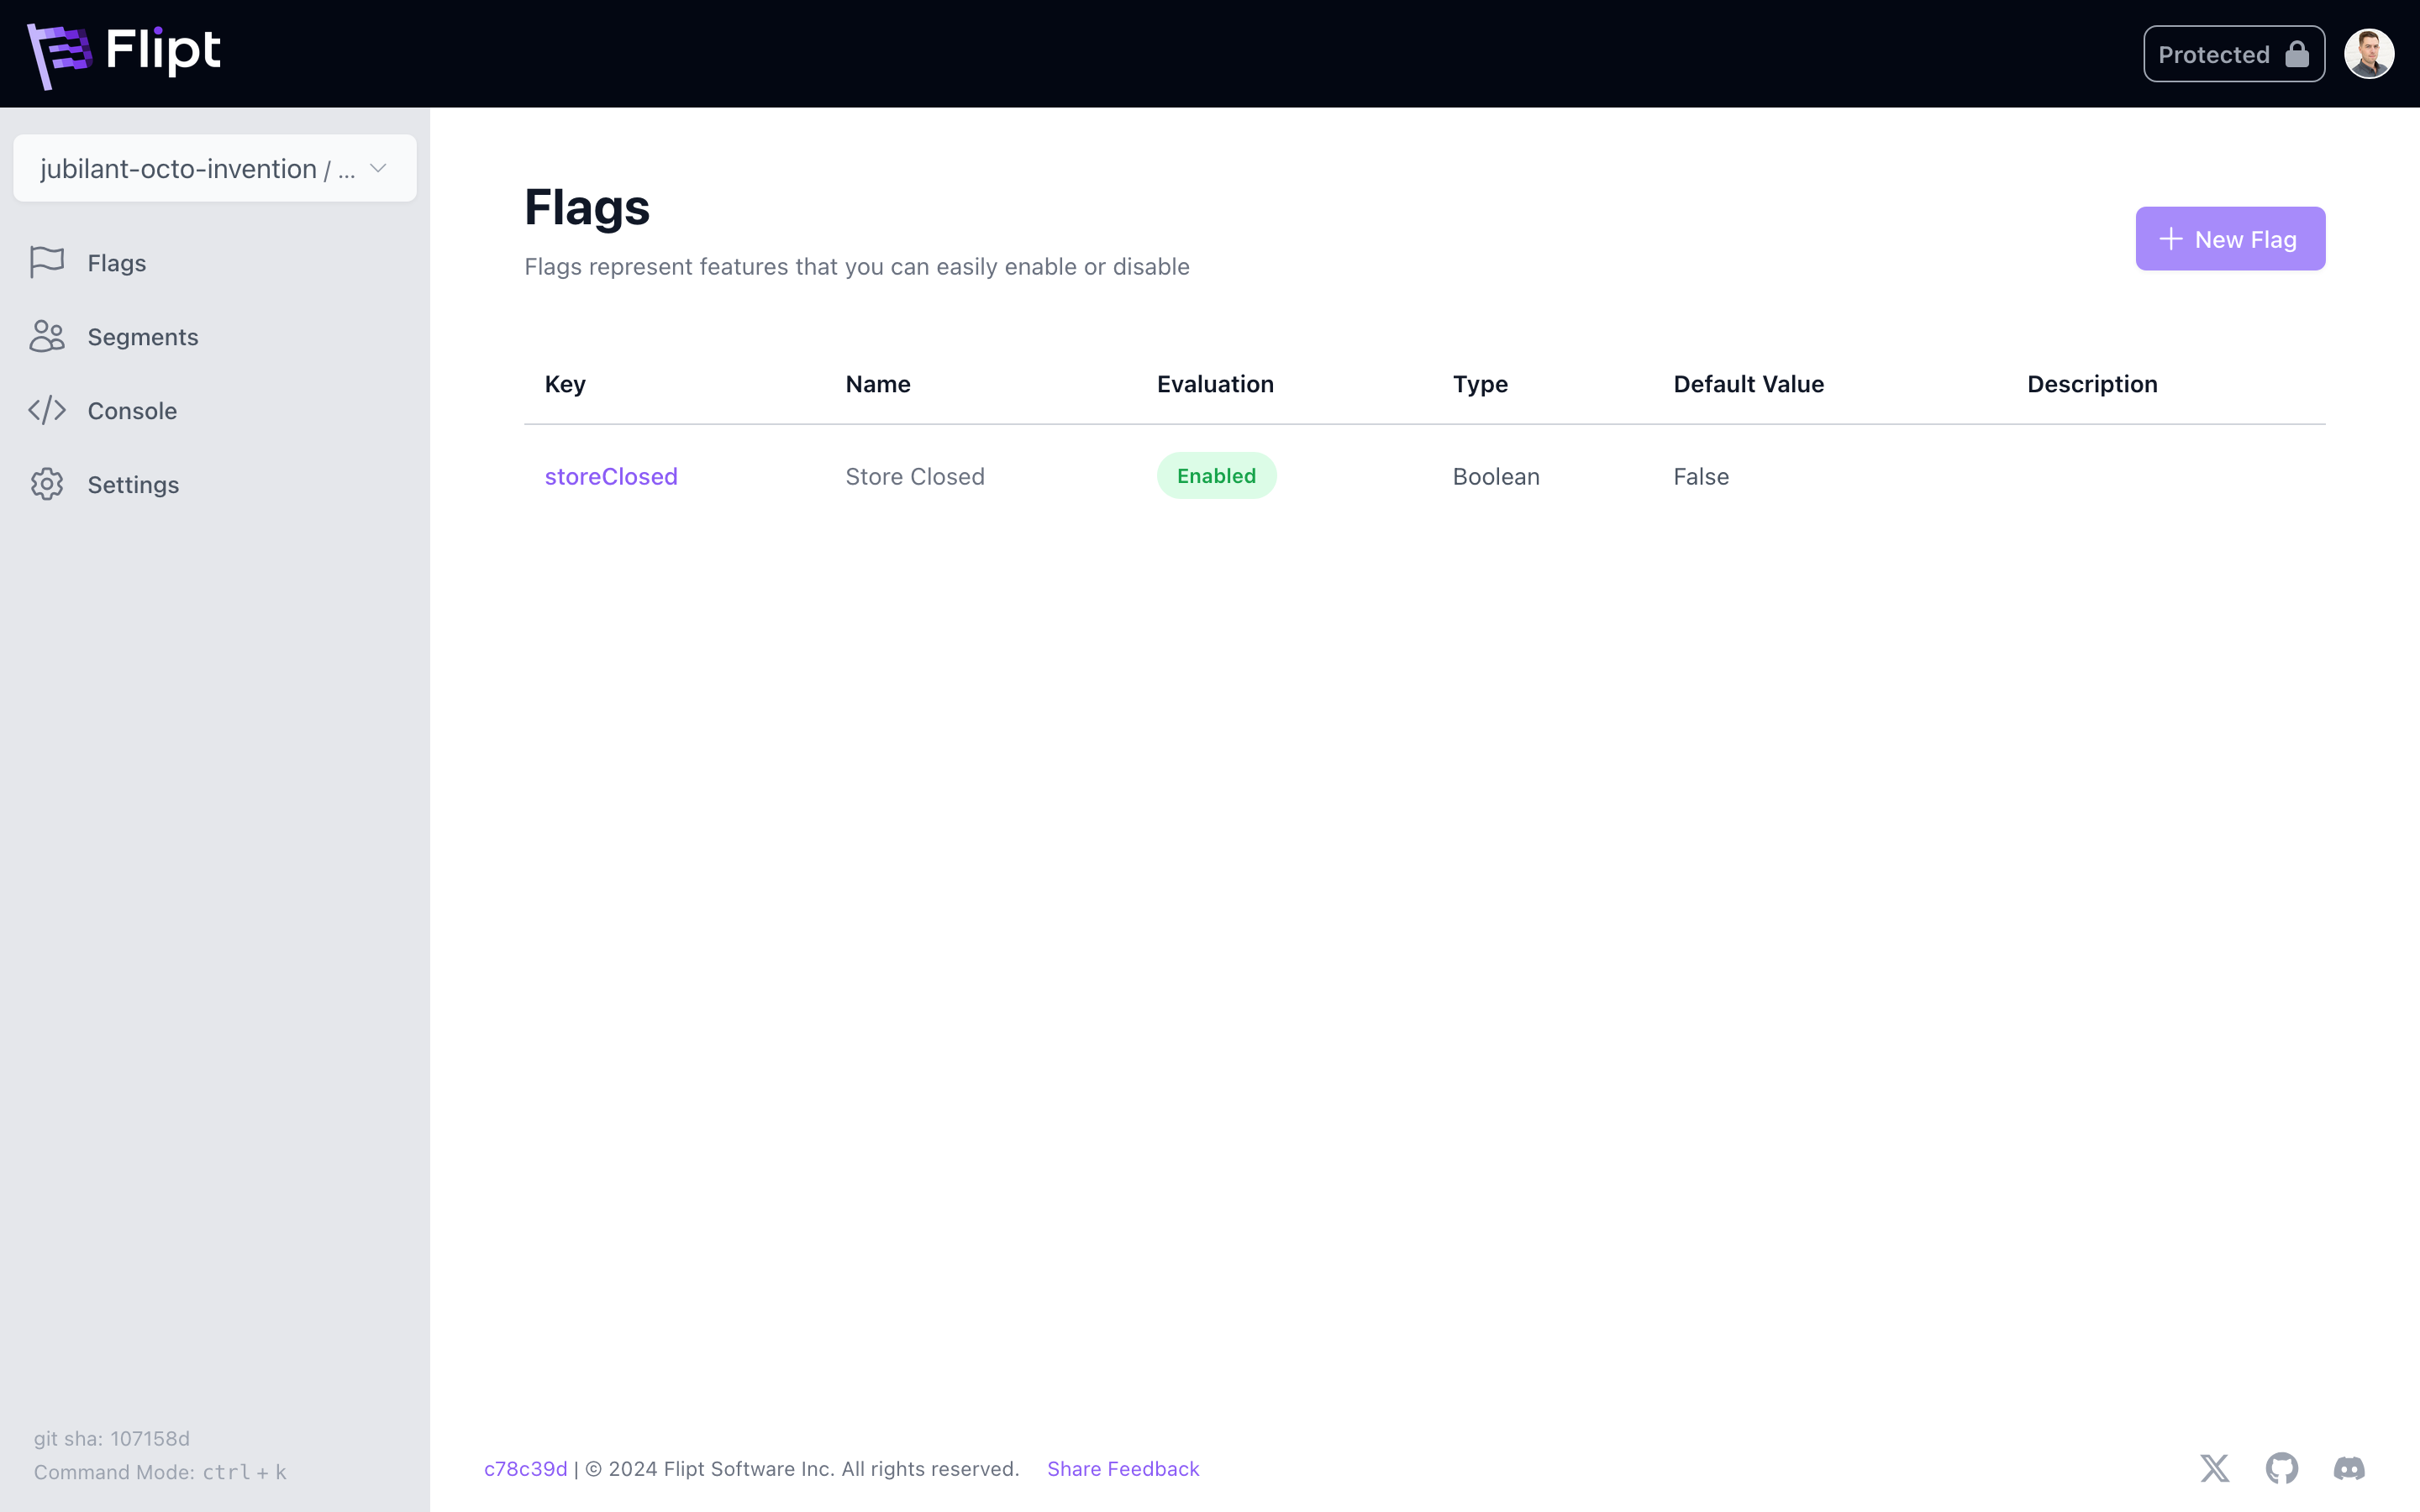 Flipt
Protected
jubilant-octo-invention / ...
Flags
Segments
Console
Settings
Flags
Flags represent features that you can easily enable or disable
New Flag
Key Name Evaluation Type Default Value Description
storeClosed Store Closed Enabled Boolean False
git sha: 107158d
Command Mode: ctrl + k
c78c39d | © 2024 Flipt Software Inc. All rights reserved. Share Feedback